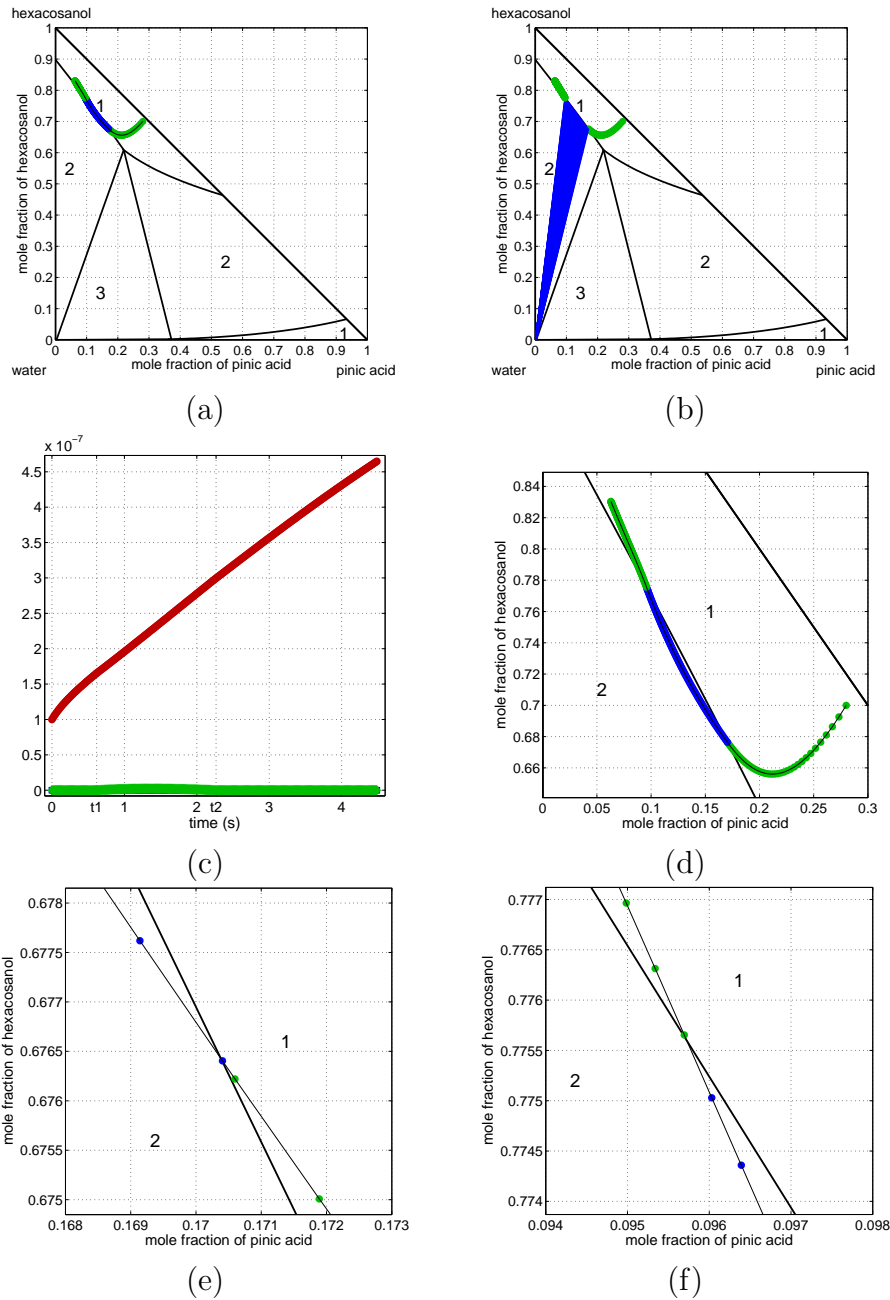 hexacosanol
1
0.9
0.8
0.7
0.6
0.5
0.4
0.3
0.2
0.1
0
mole fraction of hexacosanol
1
2
3
2
1
0 0.1 0.2 0.3 0.4 0.5 0.6 0.7 0.8 0.9 1
mole fraction of pinic acid
water pinic acid
(a)
hexacosanol
1
0.9
0.8
0.7
0.6
0.5
0.4
0.3
0.2
0.1
0
mole fraction of hexacosanol
1
2
3
2
1
0 0.1 0.2 0.3 0.4 0.5 0.6 0.7 0.8 0.9 1
mole fraction of pinic acid
water pinic acid
(b)
x 10⁻⁷
4.5
4
3.5
3
2.5
2
1.5
1
0.5
0
0 t1 1 2 t2 3 4
time (s)
(c)
0.84
0.82
0.8
0.78
0.76
0.74
0.72
0.7
0.68
0.66
mole fraction of hexacosanol
1
2
0 0.05 0.1 0.15 0.2 0.25 0.3
mole fraction of pinic acid
(d)
0.678
0.6775
0.677
0.6765
0.676
0.6755
0.675
mole fraction of hexacosanol
1
2
0.168 0.169 0.17 0.171 0.172 0.173
mole fraction of pinic acid
(e)
0.777
0.7765
0.776
0.7755
0.775
0.7745
0.774
mole fraction of hexacosanol
1
2
0.094 0.095 0.096 0.097 0.098
mole fraction of pinic acid
(f)